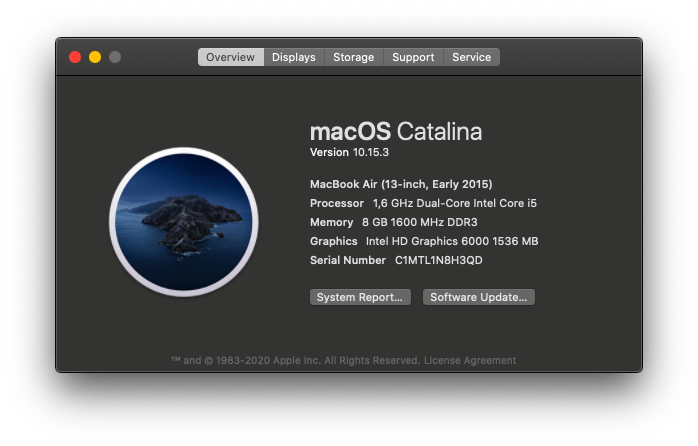 Overview Displays Storage Support Service
macOS Catalina
Version 10.15.3
MacBook Air (13-inch, Early 2015)
Processor 1,6 GHz Dual-Core Intel Core i5
Memory 8 GB 1600 MHz DDR3
Graphics Intel HD Graphics 6000 1536 MB
Serial Number C1MTL1N8H3QD
System Report... Software Update...
™ and © 1983-2020 Apple Inc. All Rights Reserved. License Agreement